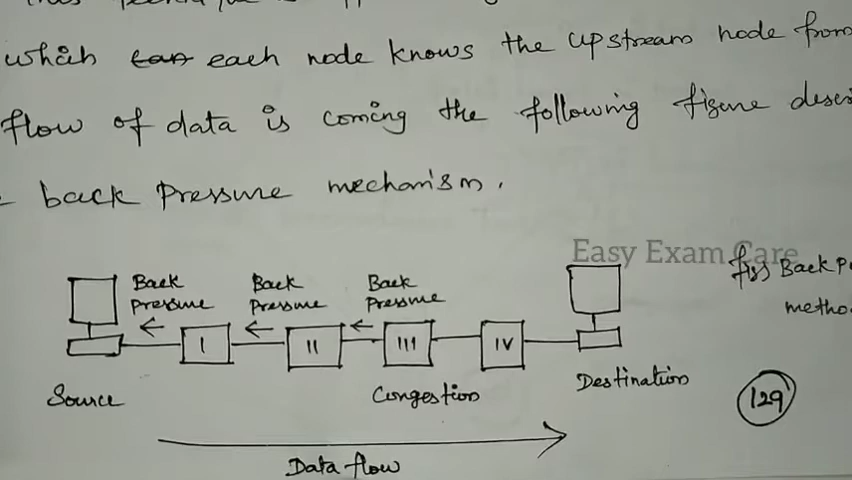 which each node knows the upstream node from
flow of data is coming the following figure
back pressure mechanism.
Easy Exam Care
Back Pressure
Back Pressure
Back Pressure
fig: Back
I
II
III
IV
Source
Congestion
Destination
129
Data flow